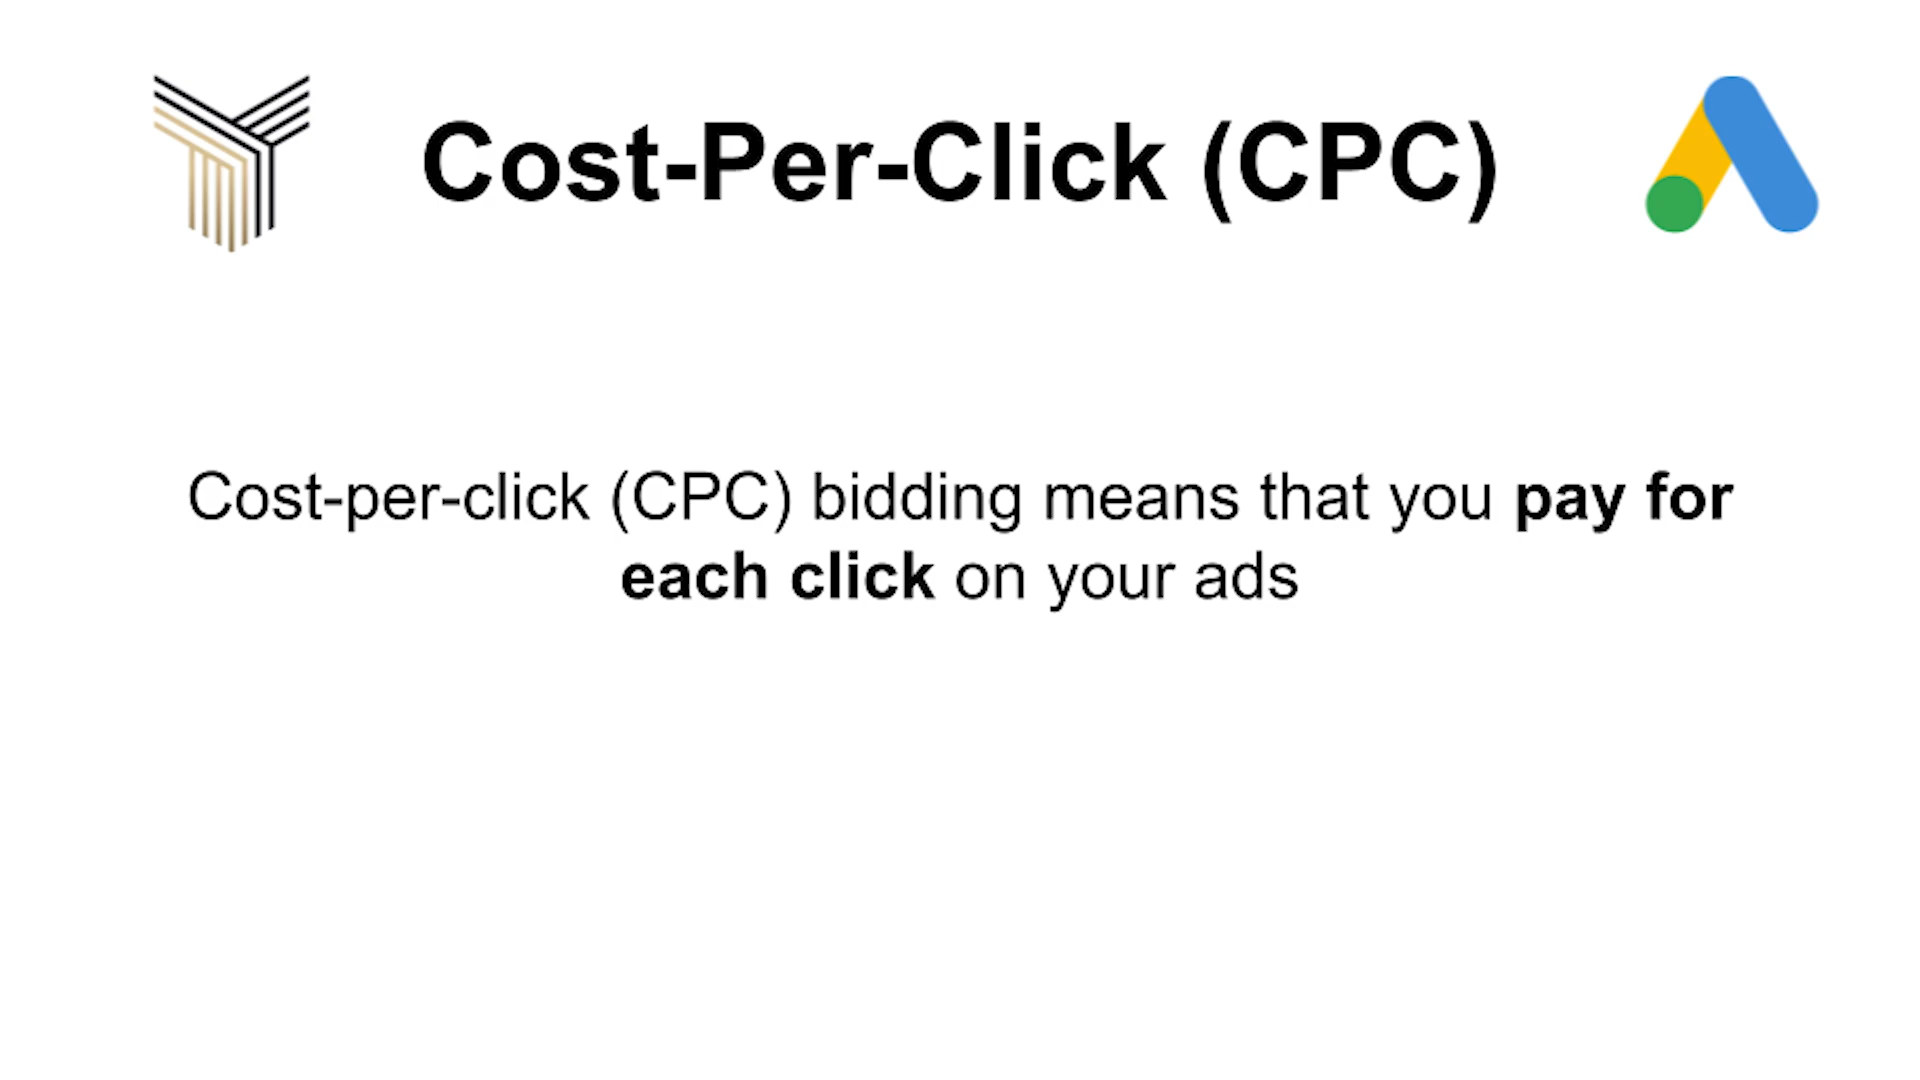 Cost-Per-Click (CPC)
Cost-per-click (CPC) bidding means that you pay for
each click on your ads